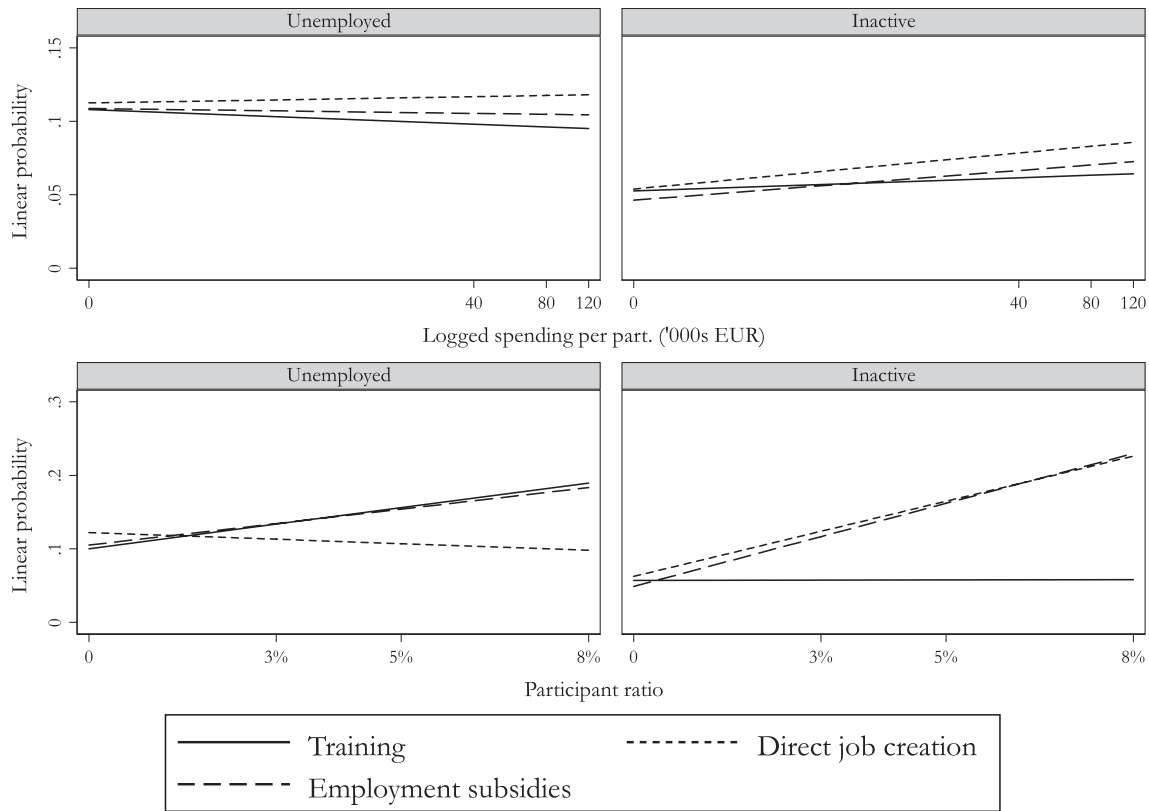 Unemployed
Inactive
Linear probability
.15
.1
.05
0
0
40
80
120
0
40
80
120
Logged spending per part. ('000s EUR)
Unemployed
Inactive
Linear probability
.3
.2
.1
0
0
3%
5%
8%
0
3%
5%
8%
Participant ratio
Training
Direct job creation
Employment subsidies